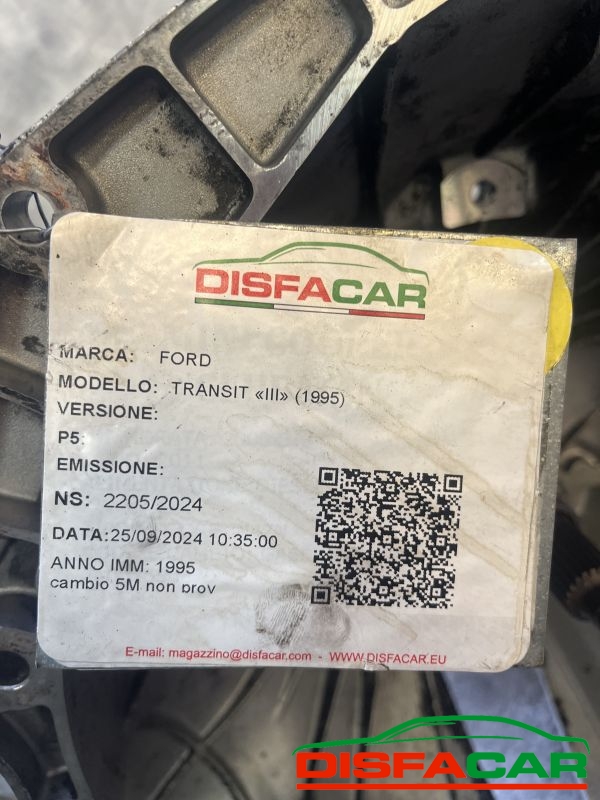 DISFACAR
MARCA: FORD
MODELLO: TRANSIT «III» (1995)
VERSIONE:
P5:
EMISSIONE:
NS: 2205/2024
DATA:25/09/2024 10:35:00
ANNO IMM: 1995
cambio 5M non prov
E-mail: magazzino@disfacar.com - WWW.DISFACAR.EU
DISFACAR